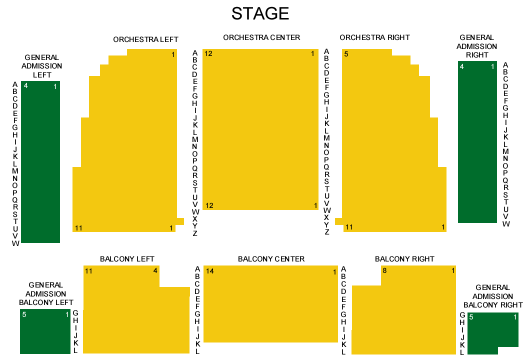 STAGE
ORCHESTRA LEFT
ORCHESTRA CENTER
ORCHESTRA RIGHT
GENERAL
ADMISSION
LEFT
GENERAL
ADMISSION
RIGHT
1
12 1
5
4 1
4 1
A B C D E F G H I J K L M N O P Q R S T U V W
A B C D E F G H I J K L M N O P Q R S T U V W X Y Z
A B C D E F G H I J K L M N O P Q R S T U V W X Y Z
A B C D E F G H I J K L M N O P Q R S T U V W
12 1
11 1
11 1
BALCONY LEFT
BALCONY CENTER
BALCONY RIGHT
11 4
14 1
8 1
A B C D E F G H I J K L
A B C D E F G H I J K L
GENERAL
ADMISSION
BALCONY LEFT
GENERAL
ADMISSION
BALCONY RIGHT
5 1
5 1
G H I J K L
G H I J K L